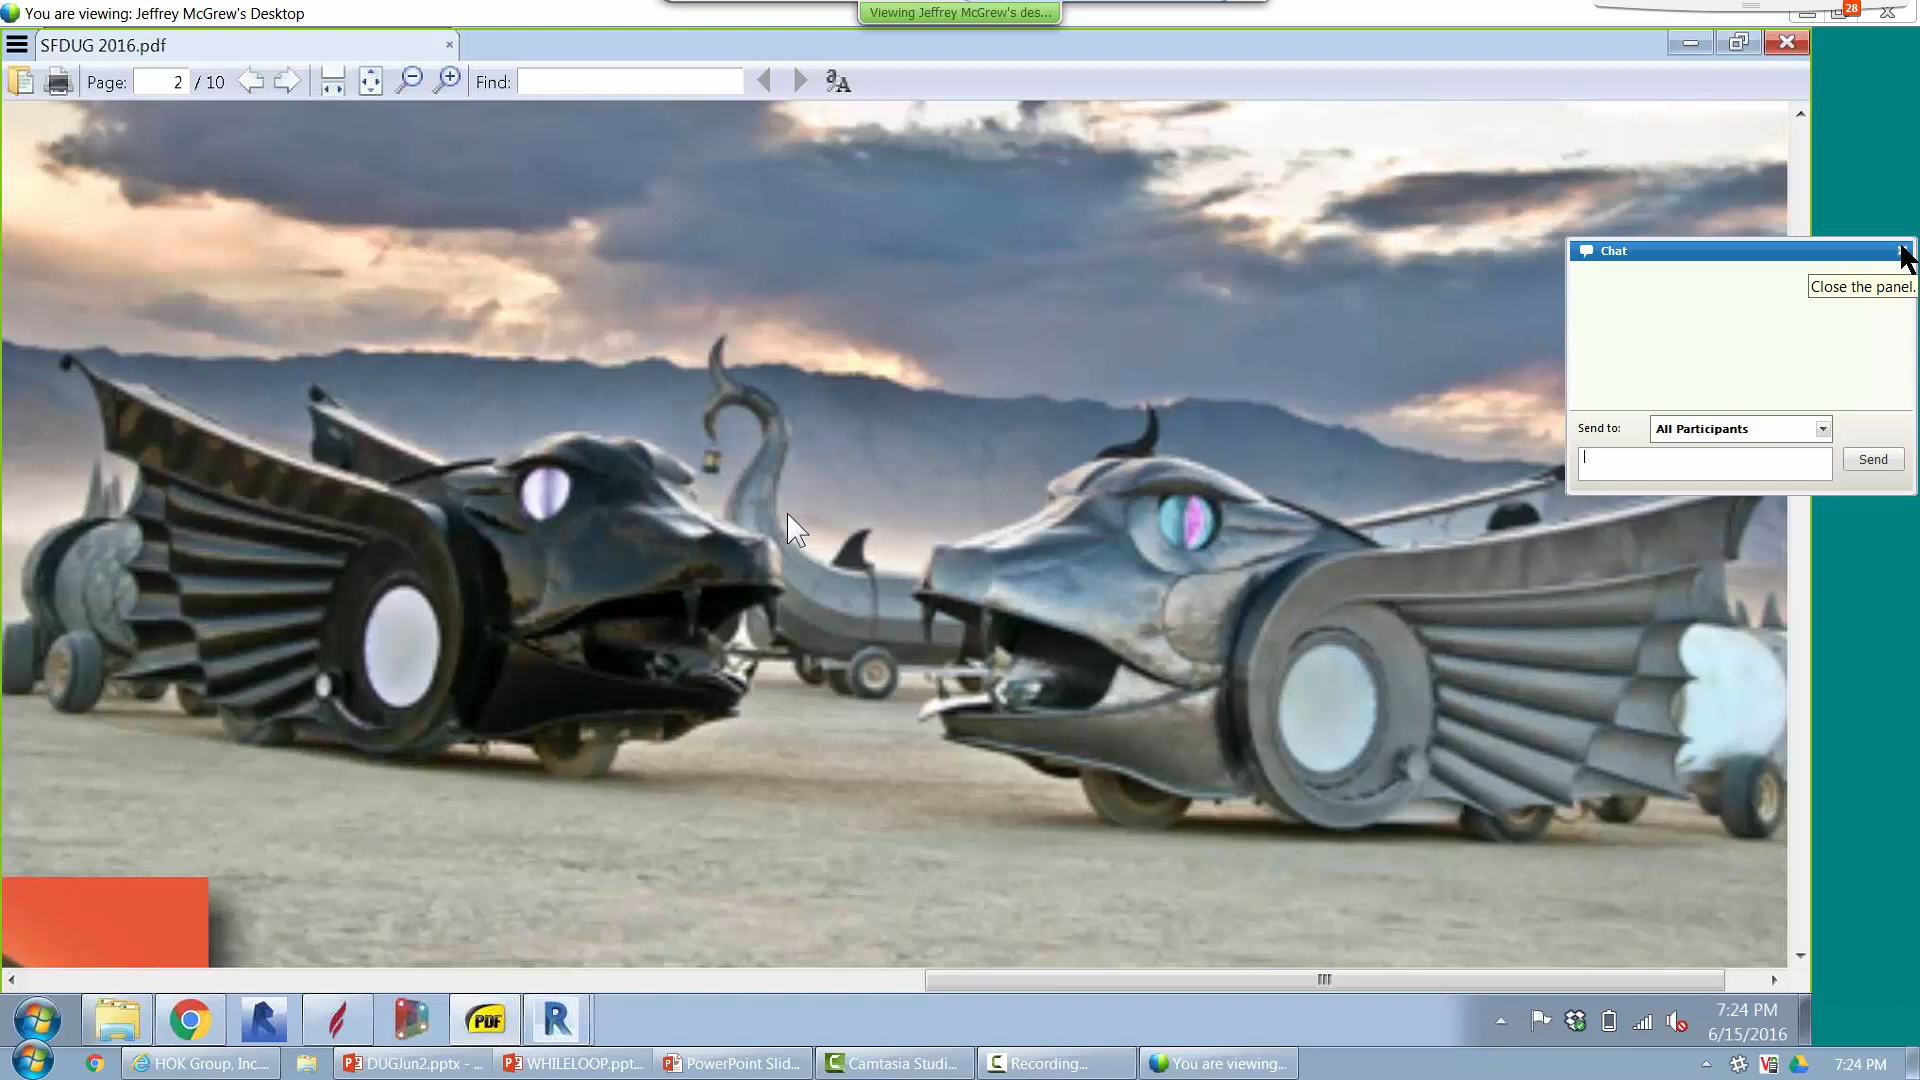 You are viewing: Jeffrey McGrew's Desktop
Viewing Jeffrey McGrew's des...
28
SFDUG 2016.pdf
Page: 2 / 10
Find:
Chat
Close the panel.
Send to: All Participants
Send
PDF
R
7:24 PM
6/15/2016
HOK Group, Inc....
DUGJun2.pptx - ...
WHILELOOP.ppt...
PowerPoint Slid...
Camtasia Studi...
Recording...
You are viewing...
7:24 PM